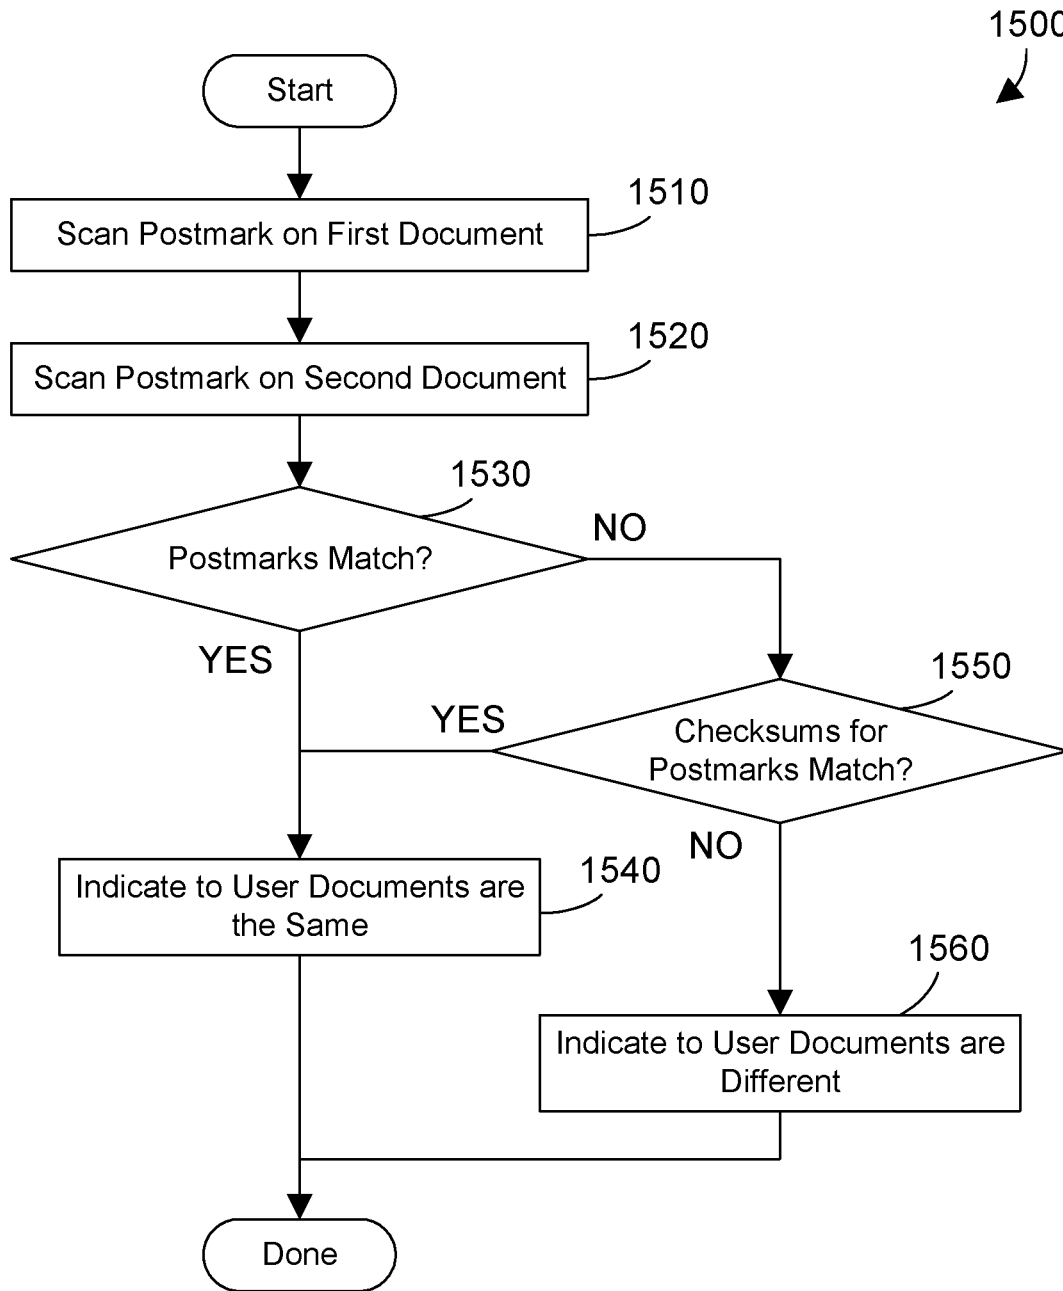 1500
Start
1510
Scan Postmark on First Document
1520
Scan Postmark on Second Document
1530
NO
Postmarks Match?
YES
1550
YES
Checksums for
Postmarks Match?
NO
1540
Indicate to User Documents are
the Same
1560
Indicate to User Documents are
Different
Done